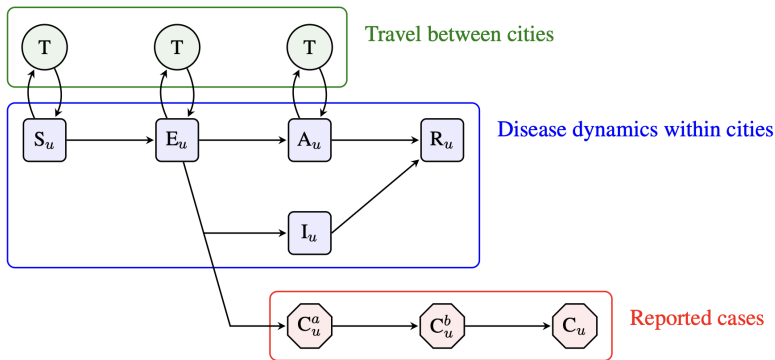 T T T Travel between cities
S_u E_u A_u R_u Disease dynamics within cities
I_u
C_u^a C_u^b C_u Reported cases